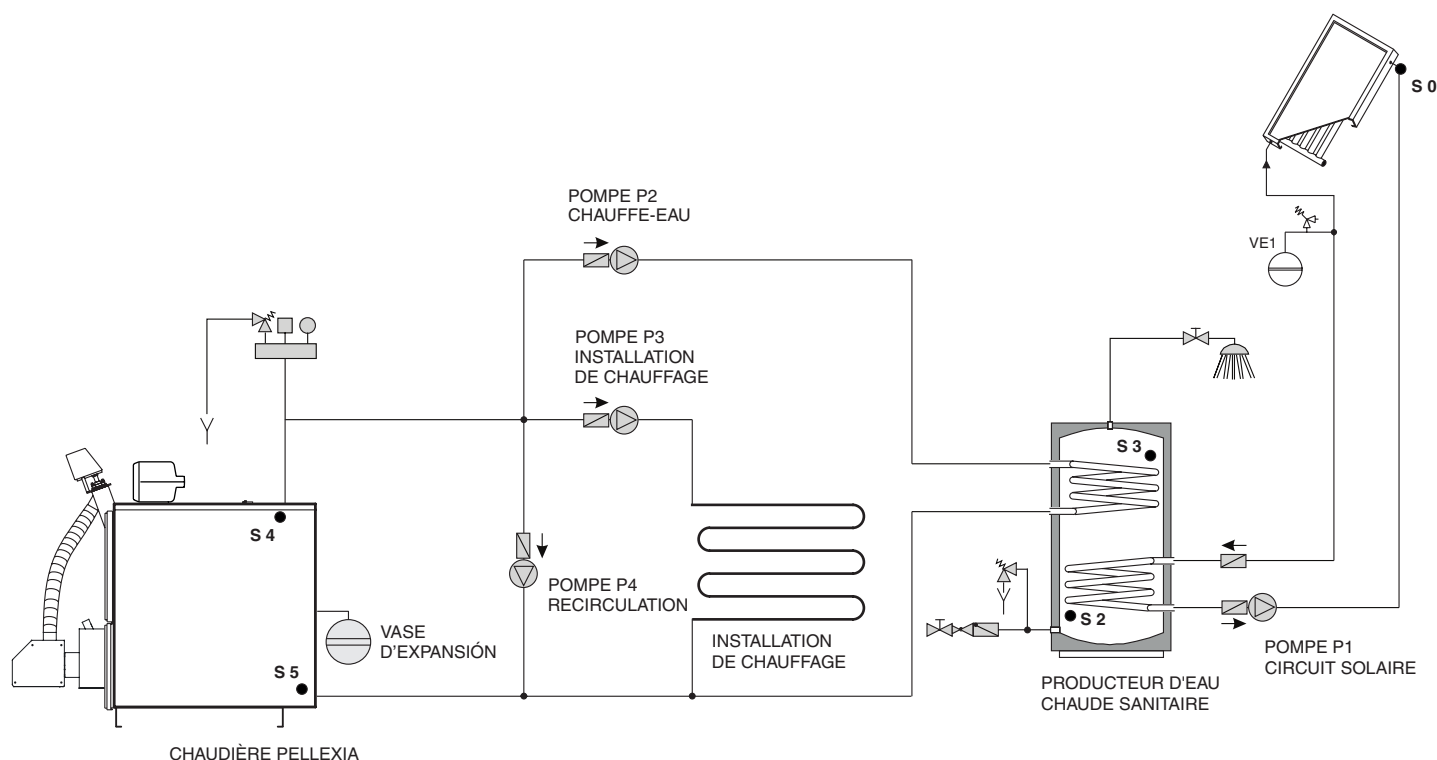 S 0
POMPE P2
CHAUFFE-EAU
VE1
POMPE P3
INSTALLATION
DE CHAUFFAGE
S 3
S 4
POMPE P4
RECIRCULATION
S 2
VASE
D'EXPANSIÓN
INSTALLATION
DE CHAUFFAGE
POMPE P1
CIRCUIT SOLAIRE
S 5
PRODUCTEUR D'EAU
CHAUDE SANITAIRE
CHAUDIÈRE PELLEXIA